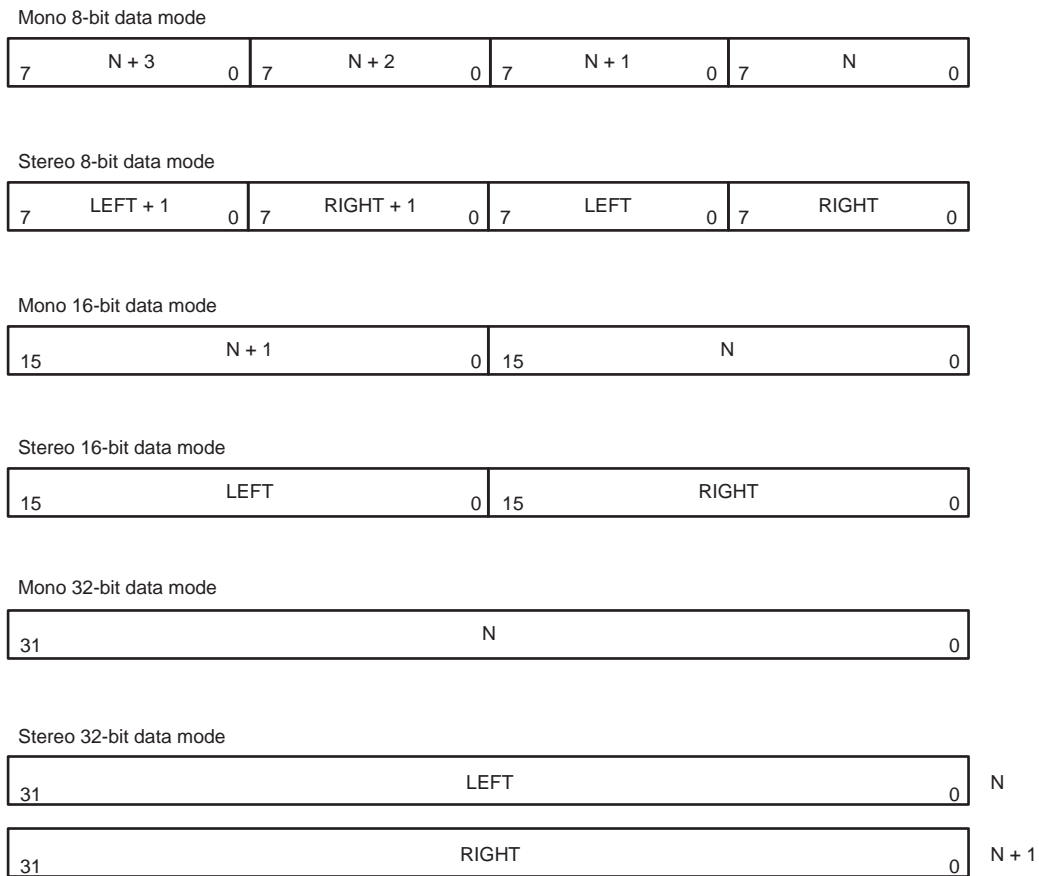 Mono 8-bit data mode
7 N + 3 0 7 N + 2 0 7 N + 1 0 7 N 0
Stereo 8-bit data mode
7 LEFT + 1 0 7 RIGHT + 1 0 7 LEFT 0 7 RIGHT 0
Mono 16-bit data mode
15 N + 1 0 15 N 0
Stereo 16-bit data mode
15 LEFT 0 15 RIGHT 0
Mono 32-bit data mode
31 N 0
Stereo 32-bit data mode
31 LEFT 0 N
31 RIGHT 0 N + 1